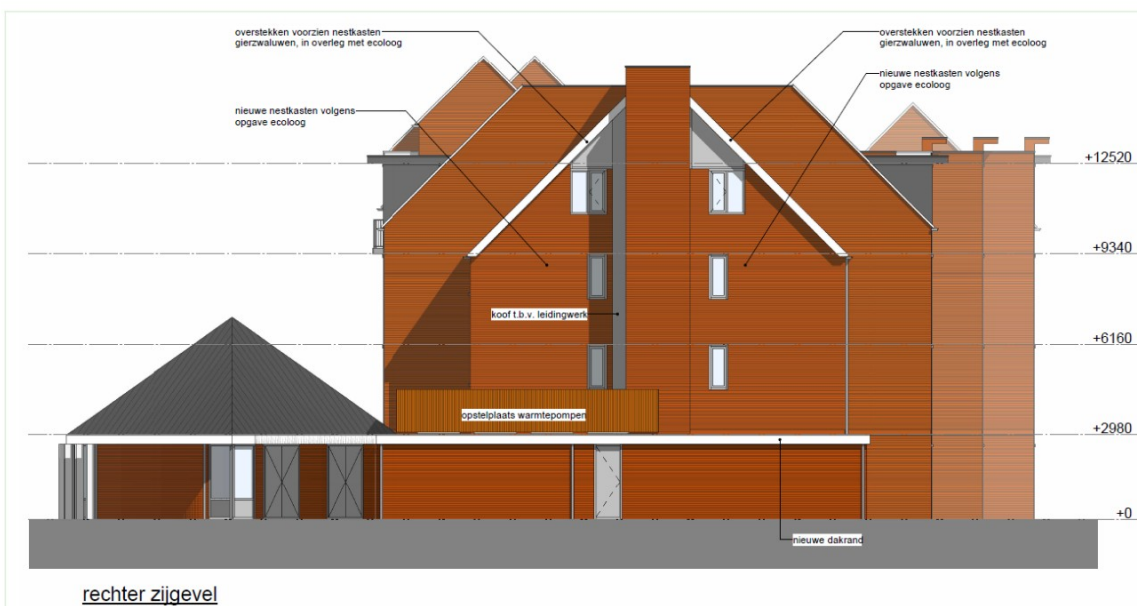 overstekken voorzien nestkasten
gierzwaluwen, in overleg met ecoloog
overstekken voorzien nestkasten
gierzwaluwen, in overleg met ecoloog
nieuwe nestkasten volgens
opgave ecoloog
nieuwe nestkasten volgens
opgave ecoloog
+12520
+9340
koof t.b.v. leidingwerk
+6160
opstelplaats warmtepompen
+2980
+0
nieuwe dakrand
rechter zijgevel